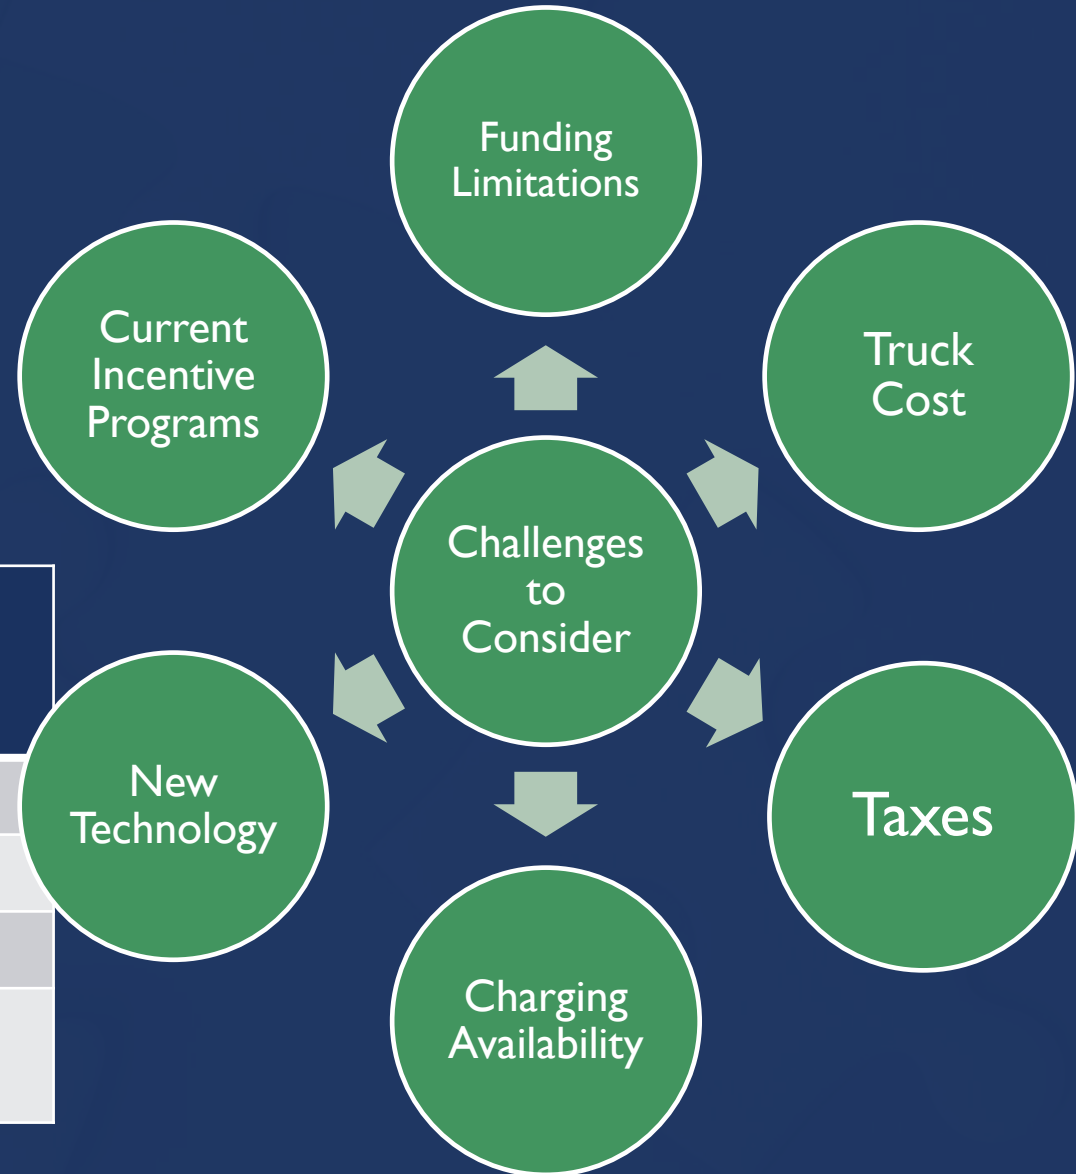 Funding
Limitations
Current
Incentive
Programs
Truck
Cost
Challenges
to
Consider
New
Technology
Taxes
Charging
Availability